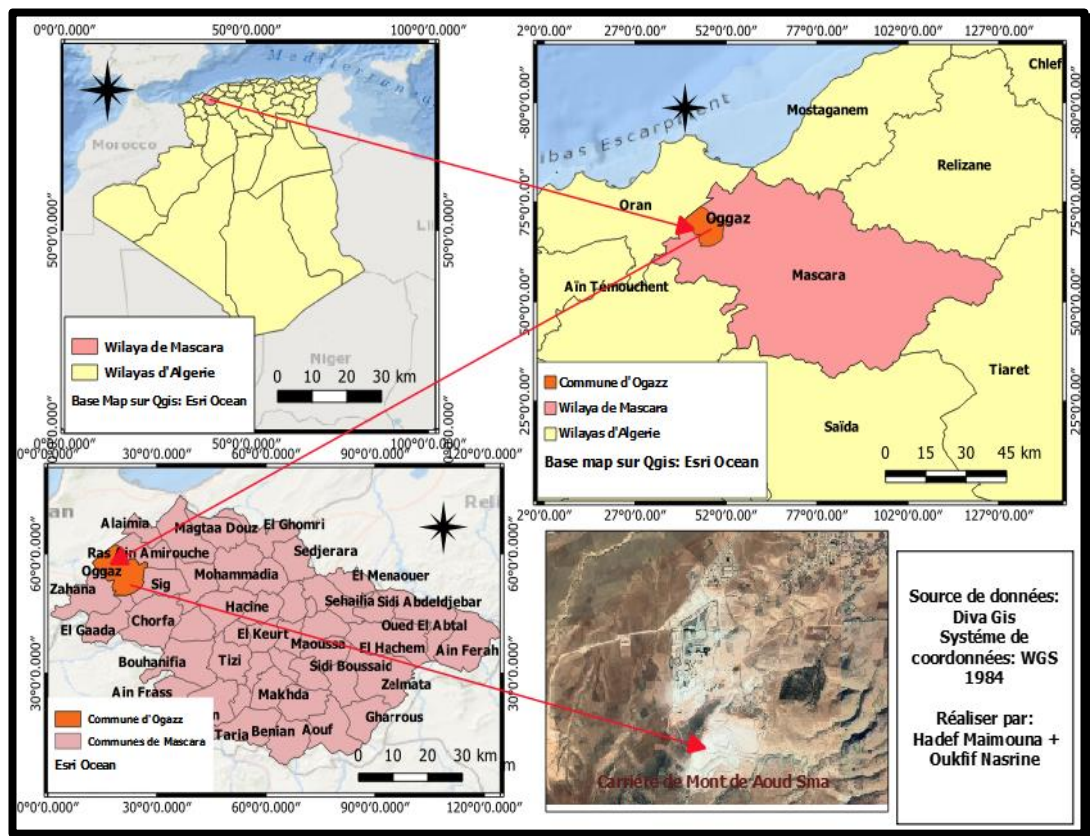 0°0'0.000" 50°0'0.000" 100°0'0.000"
Mediterranean
Morocco
Niger
50°0'0.000"
50°0'0.000"
Wilaya de Mascara
Wilayas d'Algerie
Base Map sur Qgis: Esri Ocean
0 10 20 30 km
0°0'0.000" 50°0'0.000" 100°0'0.000"
2°0'0.00" 27°0'0.00" 52°0'0.00" 77°0'0.00" 102°0'0.00" 127°0'0.00"
-80°0'0.00"
75°0'0.00"
50°0'0.00"
25°0'0.00"
-80°0'0.00"
75°0'0.00"
50°0'0.00"
25°0'0.00"
Chlef
Mostaganem
ibas Escarpment
Relizane
Oran
Oggaz
Mascara
Aïn Témouchent
Tiaret
Saïda
Commune d'Ogazz
Wilaya de Mascara
Wilayas d'Algerie
Base map sur Qgis: Esri Ocean
0 15 30 45 km
2°0'0.00" 27°0'0.00" 52°0'0.00" 77°0'0.00" 102°0'0.00" 127°0'0.00"
0°0'0.000" 30°0'0.000" 60°0'0.000" 90°0'0.000" 120°0'0.000"
60°0'0.000"
30°0'0.000"
60°0'0.000"
30°0'0.000"
an
Reli
Alaimia
Magtaa Douz
El Ghomri
Ras Ain Amirouche
Sedjerara
Oggaz
Sig
Mohammadia
El Menaouer
Zahana
Hacine
Sehailia
Sidi Abdeldjebar
El Gaada
Chorfa
El Keurt
Maoussa
Oued El Abtal
El Hachem
Ain Ferah
Bouhanifia
Tizi
Sidi Boussaid
Zelmata
Ain Frass
Makhda
Gharrous
Taria
Benian
Aouf
Commune d'Ogazz
Communes de Mascara
Esri Ocean
0 10 20 30 km
0°0'0.000" 30°0'0.000" 60°0'0.000" 90°0'0.000" 120°0'0.000"
Carriére de Mont de Aoud Sma
Source de données:
Diva Gis
Systéme de
coordonnées: WGS
1984
Réaliser par:
Hadef Maimouna +
Oukfif Nasrine